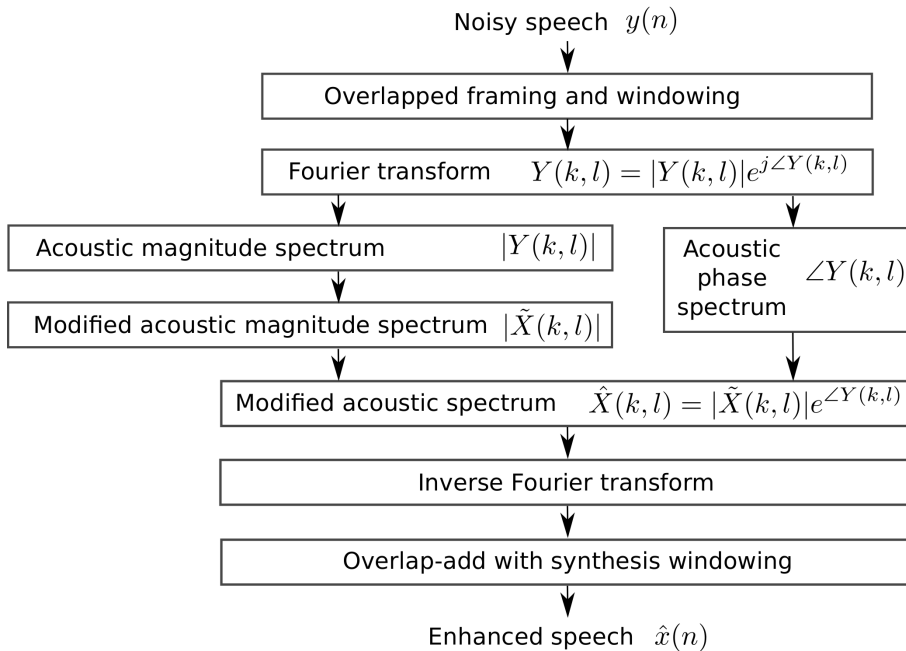 Noisy speech y(n)
Overlapped framing and windowing
Fourier transform Y(k, l) = |Y(k, l)|e^{j∠Y(k,l)}
Acoustic magnitude spectrum |Y(k, l)|
Acoustic
phase
spectrum
∠Y(k, l)
Modified acoustic magnitude spectrum |X̃(k, l)|
Modified acoustic spectrum X̂(k, l) = |X̃(k, l)|e^{∠Y(k,l)}
Inverse Fourier transform
Overlap-add with synthesis windowing
Enhanced speech x̂(n)